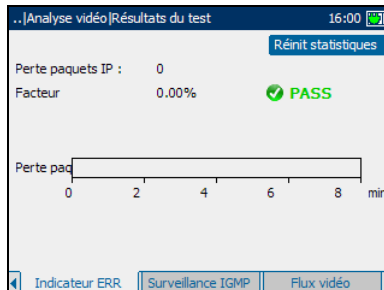 ..|Analyse vidéo|Résultats du test 16:00
Réinit statistiques
Perte paquets IP : 0
Facteur 0.00% PASS
Perte paq
0 2 4 6 8 min
Indicateur ERR Surveillance IGMP Flux vidéo